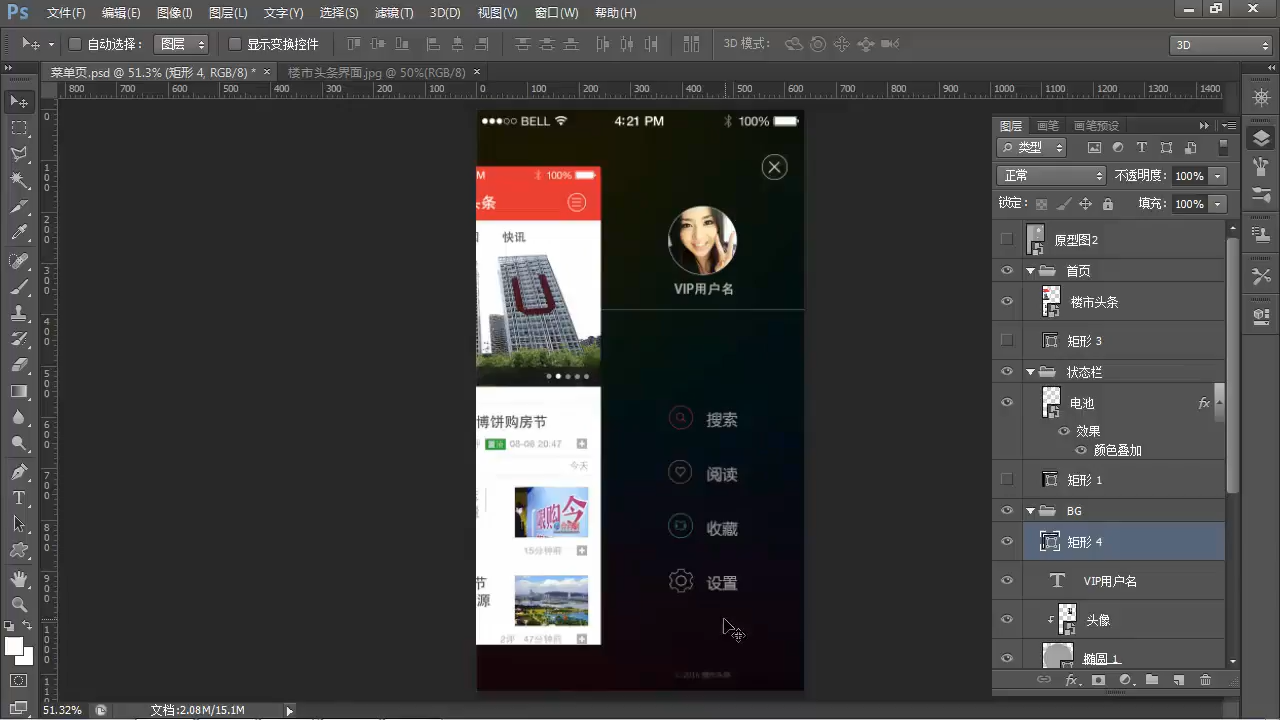 Ps 文件(F) 编辑(E) 图像(I) 图层(L) 文字(Y) 选择(S) 滤镜(T) 3D(D) 视图(V) 窗口(W) 帮助(H)
自动选择： 图层 显示变换控件 3D 模式： 3D
菜单页.psd @ 51.3% (矩形 4, RGB/8) * × 楼市头条界面.jpg @ 50%(RGB/8) ×
800 700 600 500 400 300 200 100 0 100 200 300 400 500 600 700 800 900 1000 1100 1200 1300 1400
BELL 4:21 PM 100%
M 100%
头条
快讯
VIP用户名
博饼购房节
置顶 08-08 20:47
今天
限购今
15分钟前
节
源
2评 47分钟前
搜索
阅读
收藏
设置
图层 画笔 画笔预设
类型
正常 不透明度： 100%
锁定： 填充： 100%
原型图2
首页
楼市头条
矩形 3
状态栏
电池 fx
效果
颜色叠加
矩形 1
BG
矩形 4
VIP用户名
头像
椭圆 1
51.32% 文档:2.08M/15.1M